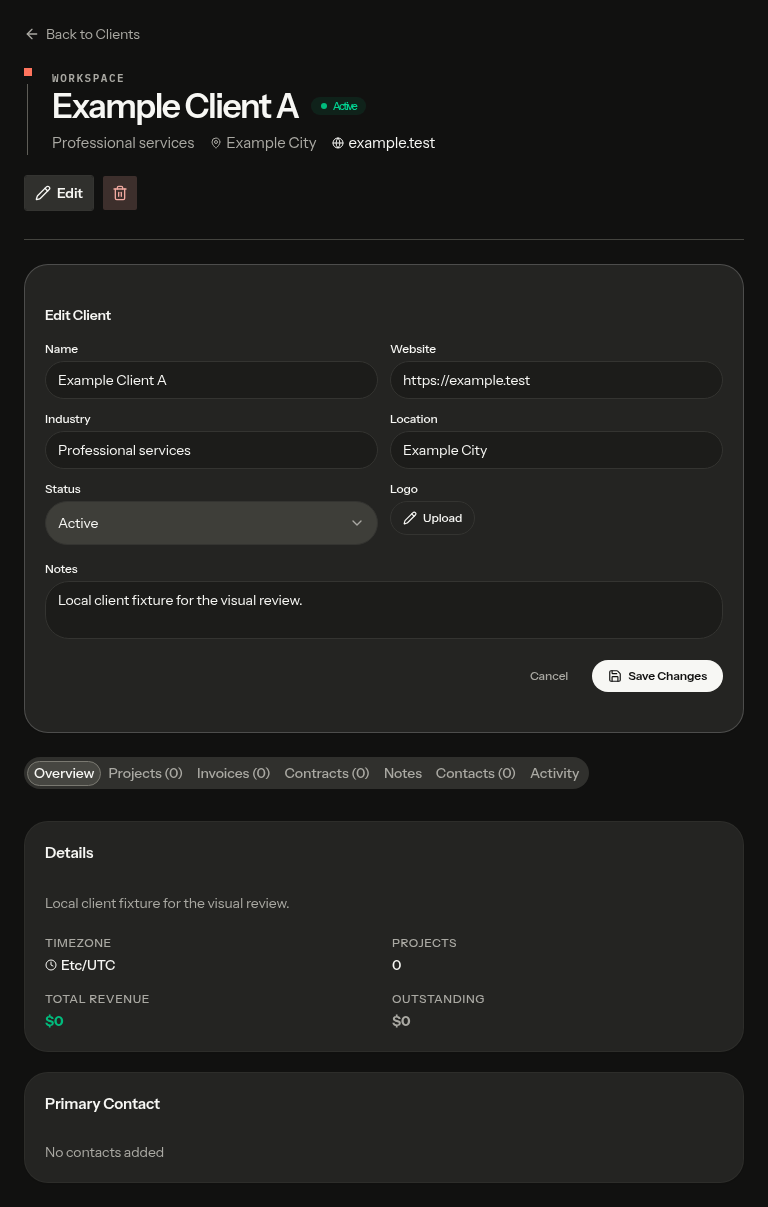 Back to Clients
WORKSPACE
Example Client A
Active
Professional services
Example City
example.test
Edit
Edit Client
Name
Website
Example Client A
https://example.test
Industry
Location
Professional services
Example City
Status
Logo
Active
Upload
Notes
Local client fixture for the visual review.
Cancel
Save Changes
Overview
Projects (0)
Invoices (0)
Contracts (0)
Notes
Contacts (0)
Activity
Details
Local client fixture for the visual review.
TIMEZONE
PROJECTS
Etc/UTC
0
TOTAL REVENUE
OUTSTANDING
$0
$0
Primary Contact
No contacts added